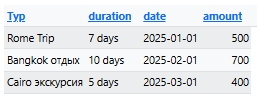 Typ duration date amount
Rome Trip 7 days 2025-01-01 500
Bangkok отдых 10 days 2025-02-01 700
Cairo экскурсия 5 days 2025-03-01 400